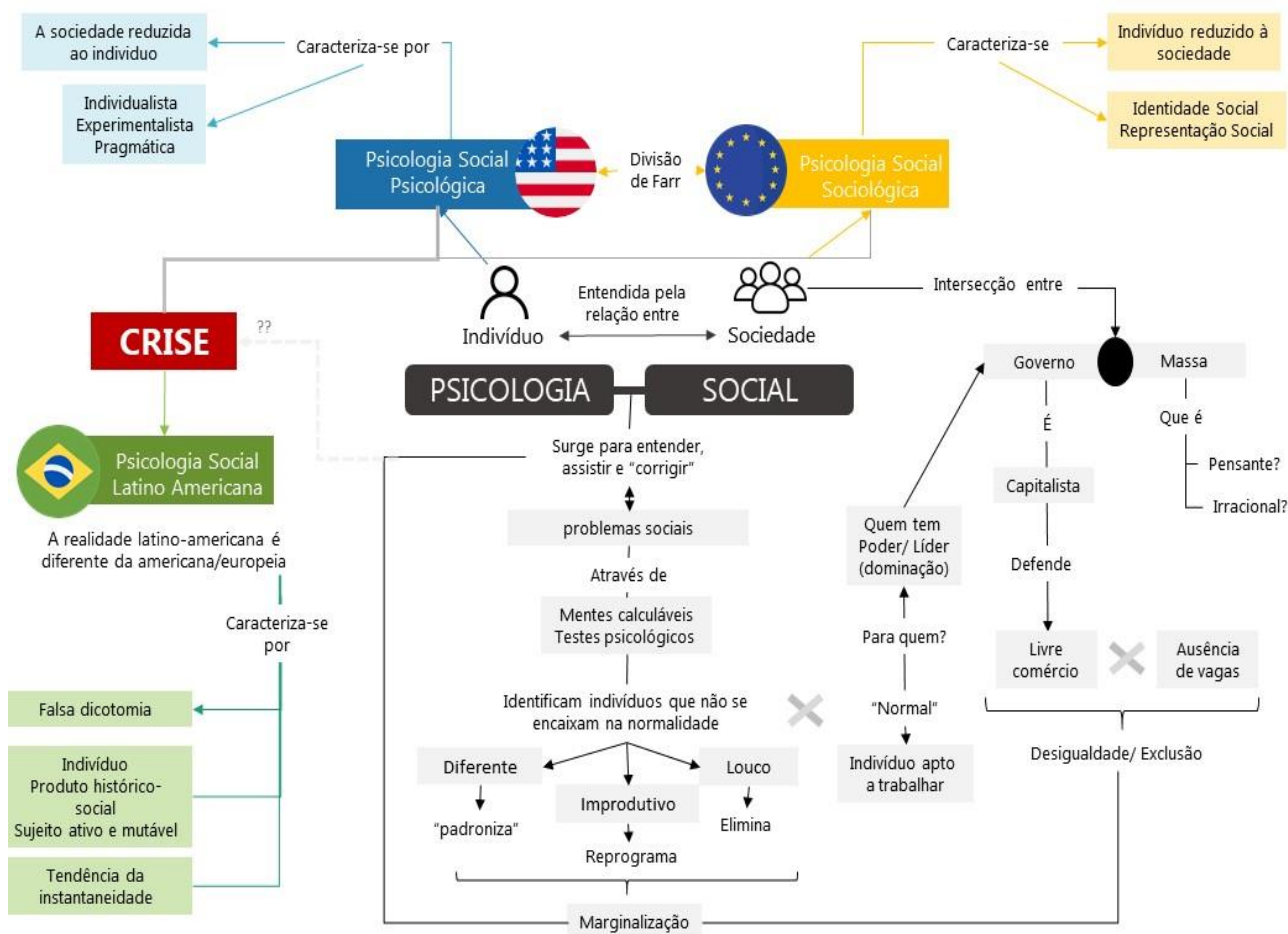 A sociedade reduzida
ao individuo
Caracteriza-se por
Individualista
Experimentalista
Pragmática
Caracteriza-se
Indivíduo reduzido à
sociedade
Identidade Social
Representação Social
Psicologia Social
Psicológica
Divisão
de Farr
Psicologia Social
Sociológica
Indivíduo
Entendida pela
relação entre
Sociedade
Intersecção entre
CRISE
??
PSICOLOGIA
SOCIAL
Governo
Massa
Psicologia Social
Latino Americana
A realidade latino-americana é
diferente da americana/europeia
Caracteriza-se
por
Falsa dicotomia
Indivíduo
Produto histórico-
social
Sujeito ativo e mutável
Tendência da
instantaneidade
Surge para entender,
assistir e “corrigir”
problemas sociais
Através de
Mentes calculáveis
Testes psicológicos
Identificam indivíduos que não se
encaixam na normalidade
Diferente
“padroniza”
Improdutivo
Reprograma
Louco
Elimina
Marginalização
Quem tem
Poder/ Líder
(dominação)
Para quem?
“Normal”
Indivíduo apto
a trabalhar
É
Capitalista
Defende
Livre
comércio
Ausência
de vagas
Que é
Pensante?
Irracional?
Desigualdade/ Exclusão